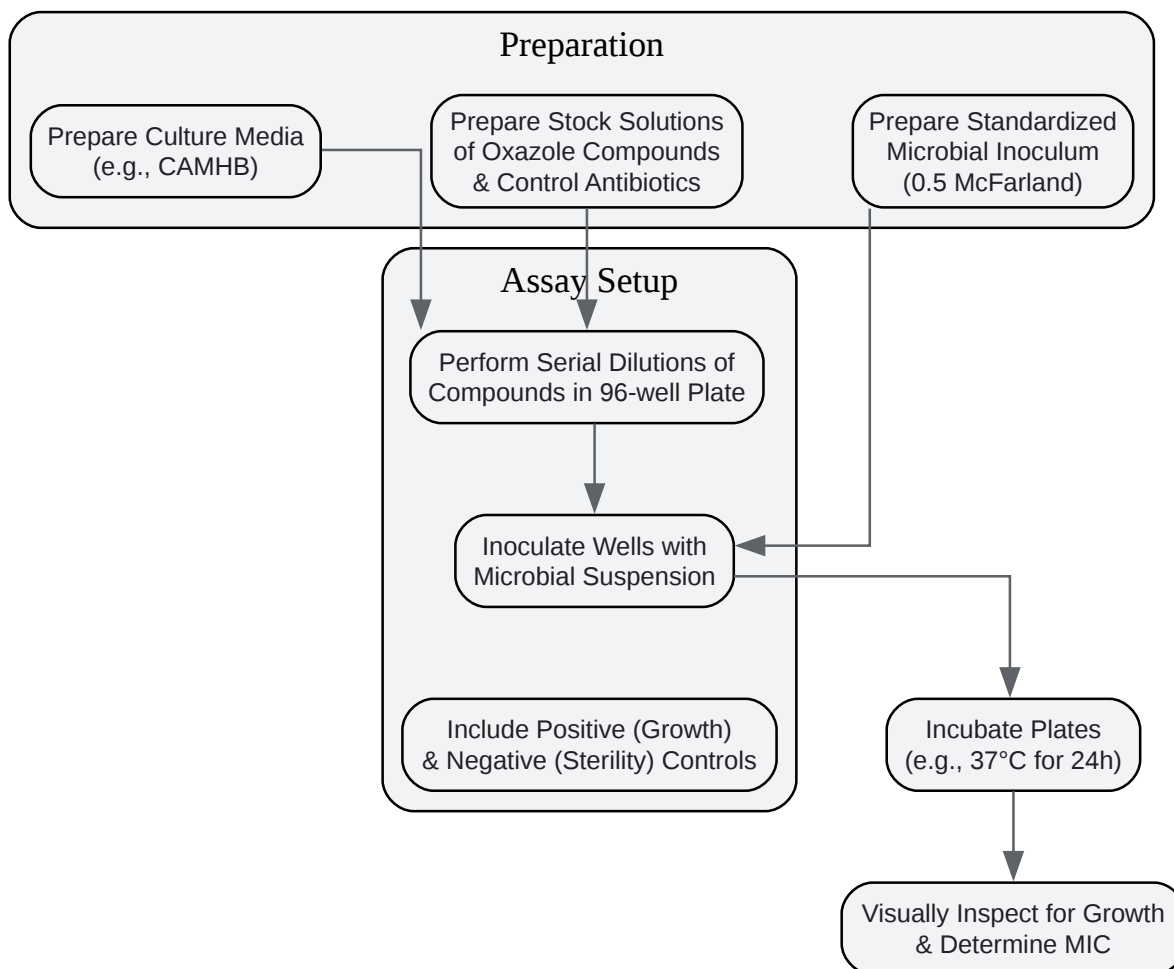 Preparation
Prepare Culture Media
(e.g., CAMHB)
Prepare Stock Solutions
of Oxazole Compounds
& Control Antibiotics
Prepare Standardized
Microbial Inoculum
(0.5 McFarland)
Assay Setup
Perform Serial Dilutions of
Compounds in 96-well Plate
Inoculate Wells with
Microbial Suspension
Include Positive (Growth)
& Negative (Sterility) Controls
Incubate Plates
(e.g., 37°C for 24h)
Visually Inspect for Growth
& Determine MIC